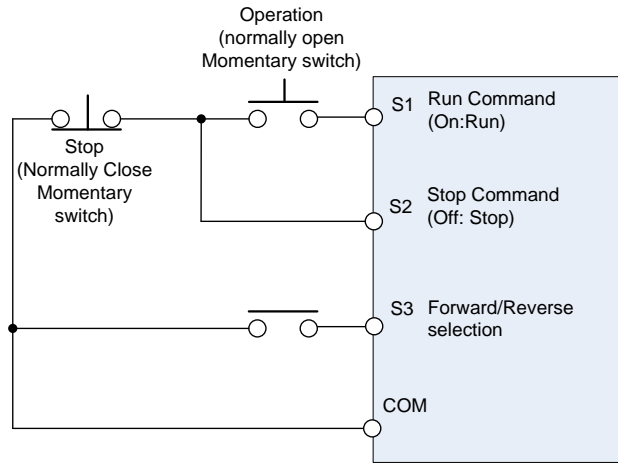 Operation
(normally open
Momentary switch)
Stop
(Normally Close
Momentary
switch)
S1 Run Command
(On:Run)
S2 Stop Command
(Off: Stop)
S3 Forward/Reverse
selection
COM